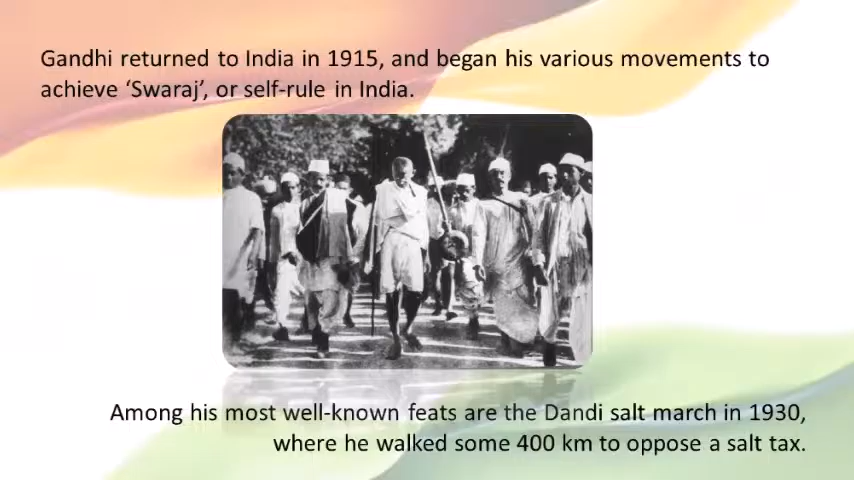 Gandhi returned to India in 1915, and began his various movements to
achieve ‘Swaraj’, or self-rule in India.
Among his most well-known feats are the Dandi salt march in 1930,
where he walked some 400 km to oppose a salt tax.